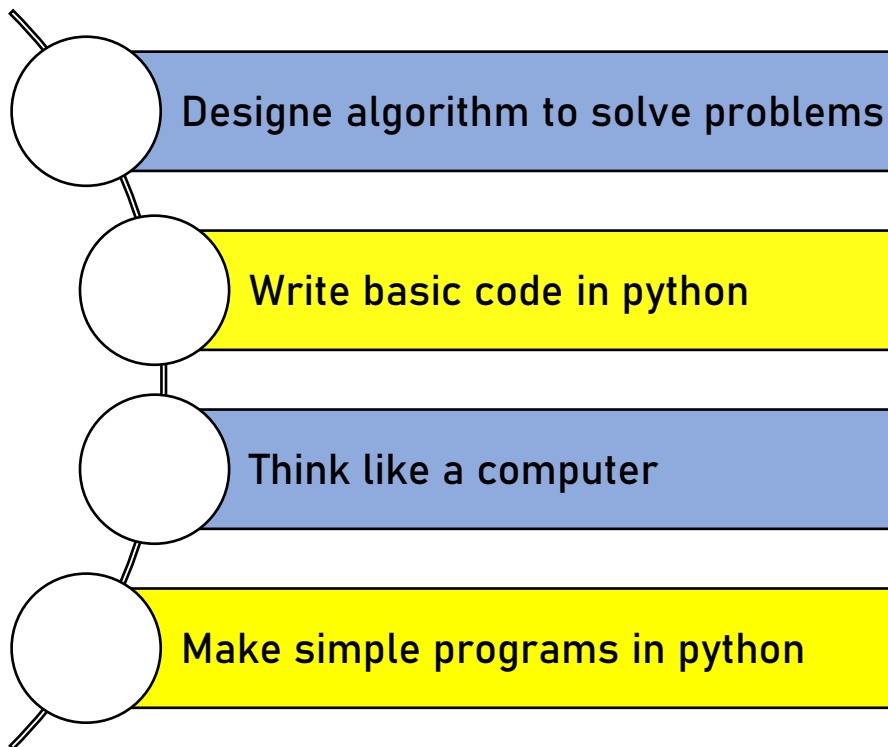 Designe algorithm to solve problems
Write basic code in python
Think like a computer
Make simple programs in python